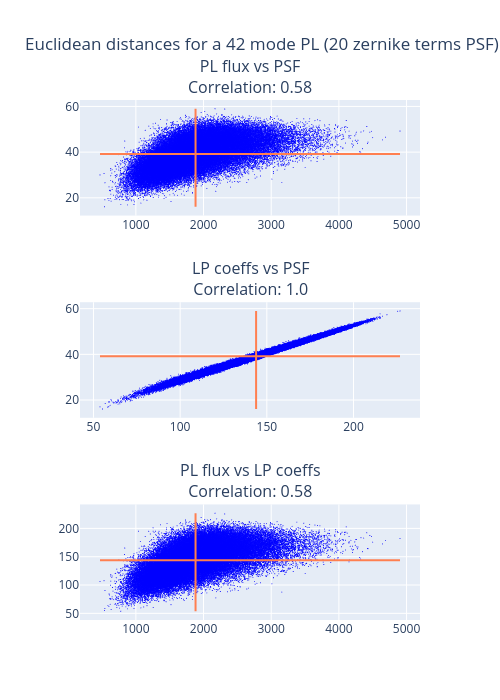 Euclidean distances for a 42 mode PL (20 zernike terms PSF)
PL flux vs PSF
Correlation: 0.58
60
40
20
1000 2000 3000 4000 5000
LP coeffs vs PSF
Correlation: 1.0
60
40
20
50 100 150 200
PL flux vs LP coeffs
Correlation: 0.58
200
150
100
50
1000 2000 3000 4000 5000